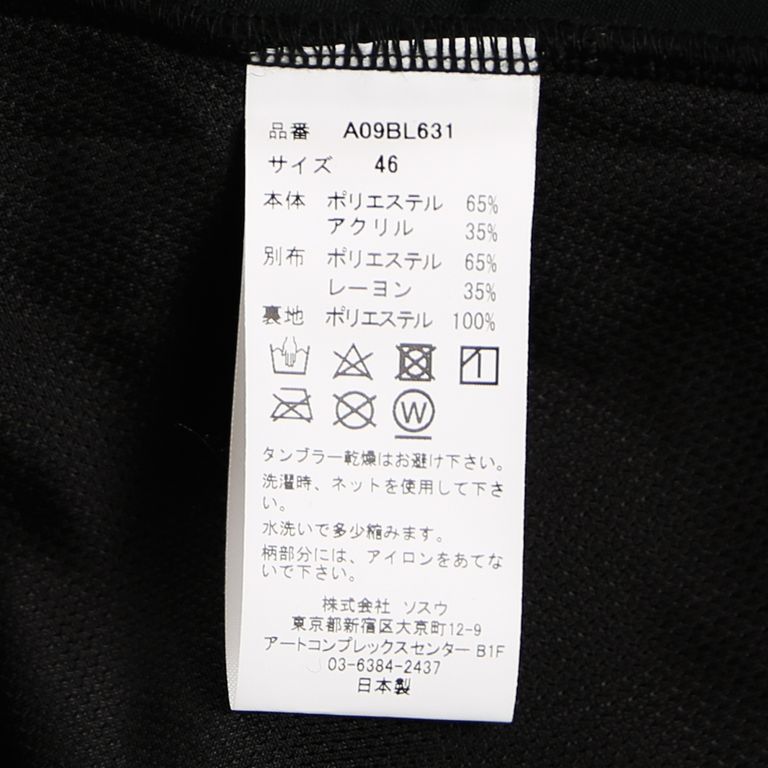 品番 A09BL631
サイズ 46
本体 ポリエステル 65%
アクリル 35%
別布 ポリエステル 65%
レーヨン 35%
裏地 ポリエステル 100%
W
タンブラー乾燥はお避け下さい。
洗濯時、ネットを使用して下さ
い。
水洗いで多少縮みます。
柄部分には、アイロンをあてな
いで下さい。
株式会社 ソスウ
東京都新宿区大京町12-9
アートコンプレックスセンター B1F
03-6384-2437
日本製